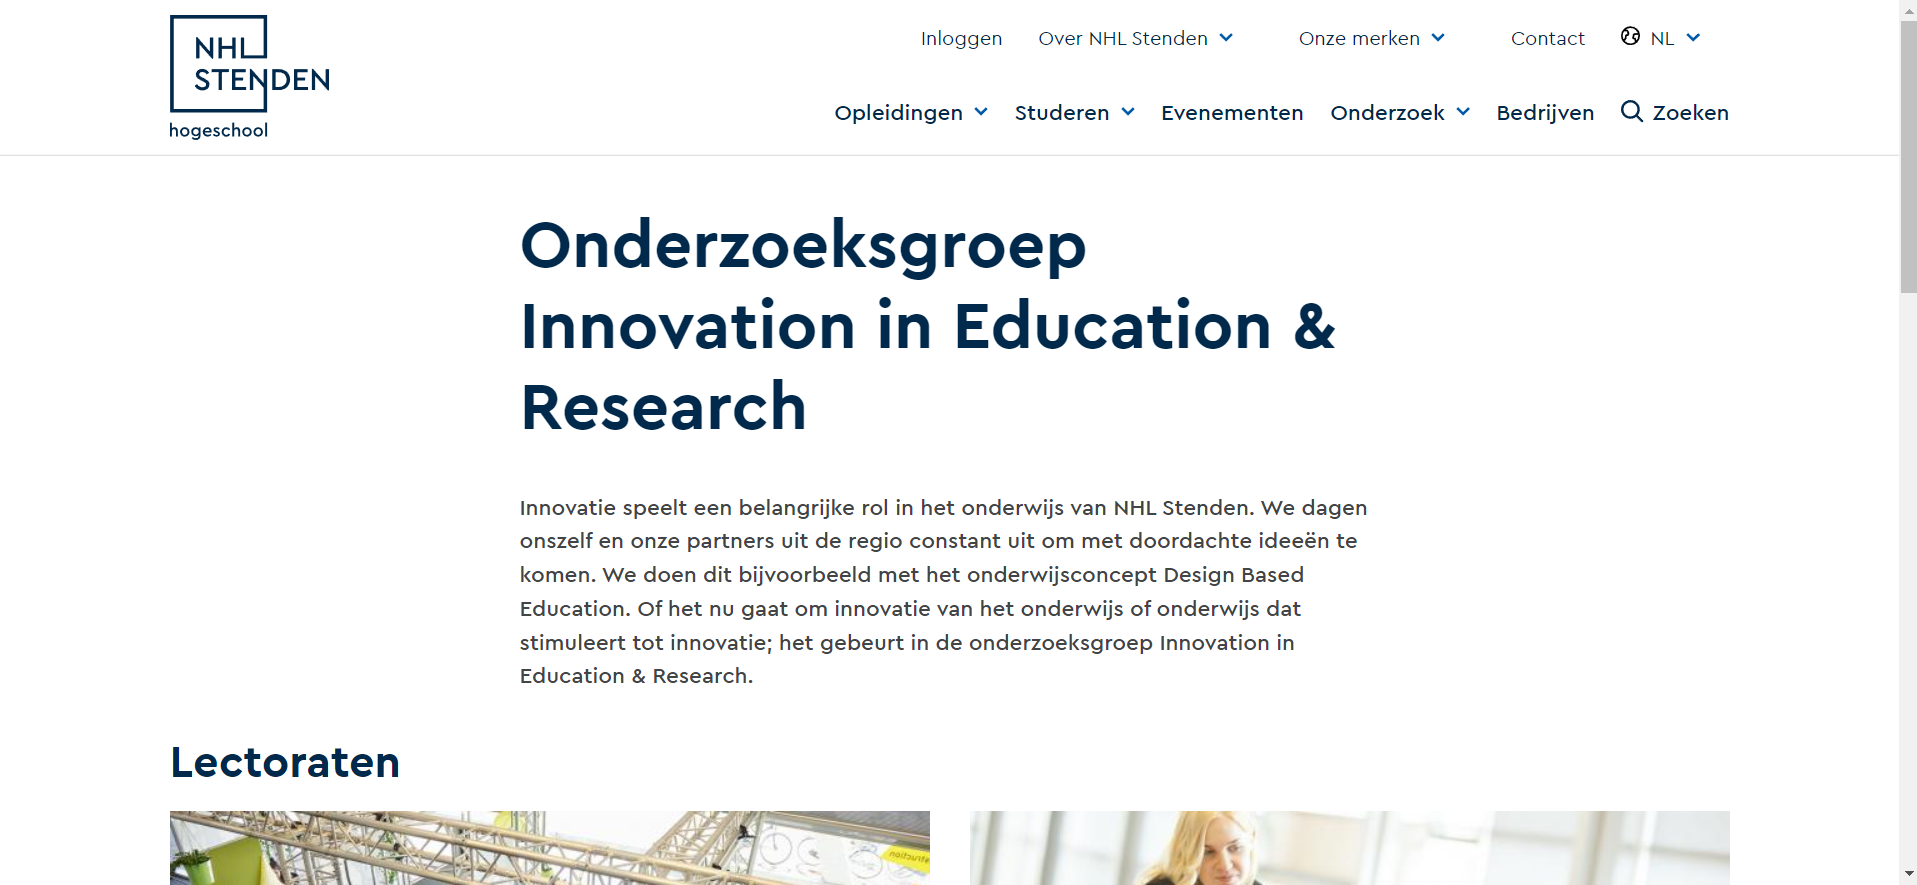 NHL
STENDEN
hogeschool
Inloggen Over NHL Stenden Onze merken Contact NL
Opleidingen Studeren Evenementen Onderzoek Bedrijven Zoeken
Onderzoeksgroep
Innovation in Education &
Research
Innovatie speelt een belangrijke rol in het onderwijs van NHL Stenden. We dagen
onszelf en onze partners uit de regio constant uit om met doordachte ideeën te
komen. We doen dit bijvoorbeeld met het onderwijsconcept Design Based
Education. Of het nu gaat om innovatie van het onderwijs of onderwijs dat
stimuleert tot innovatie; het gebeurt in de onderzoeksgroep Innovation in
Education & Research.
Lectoraten